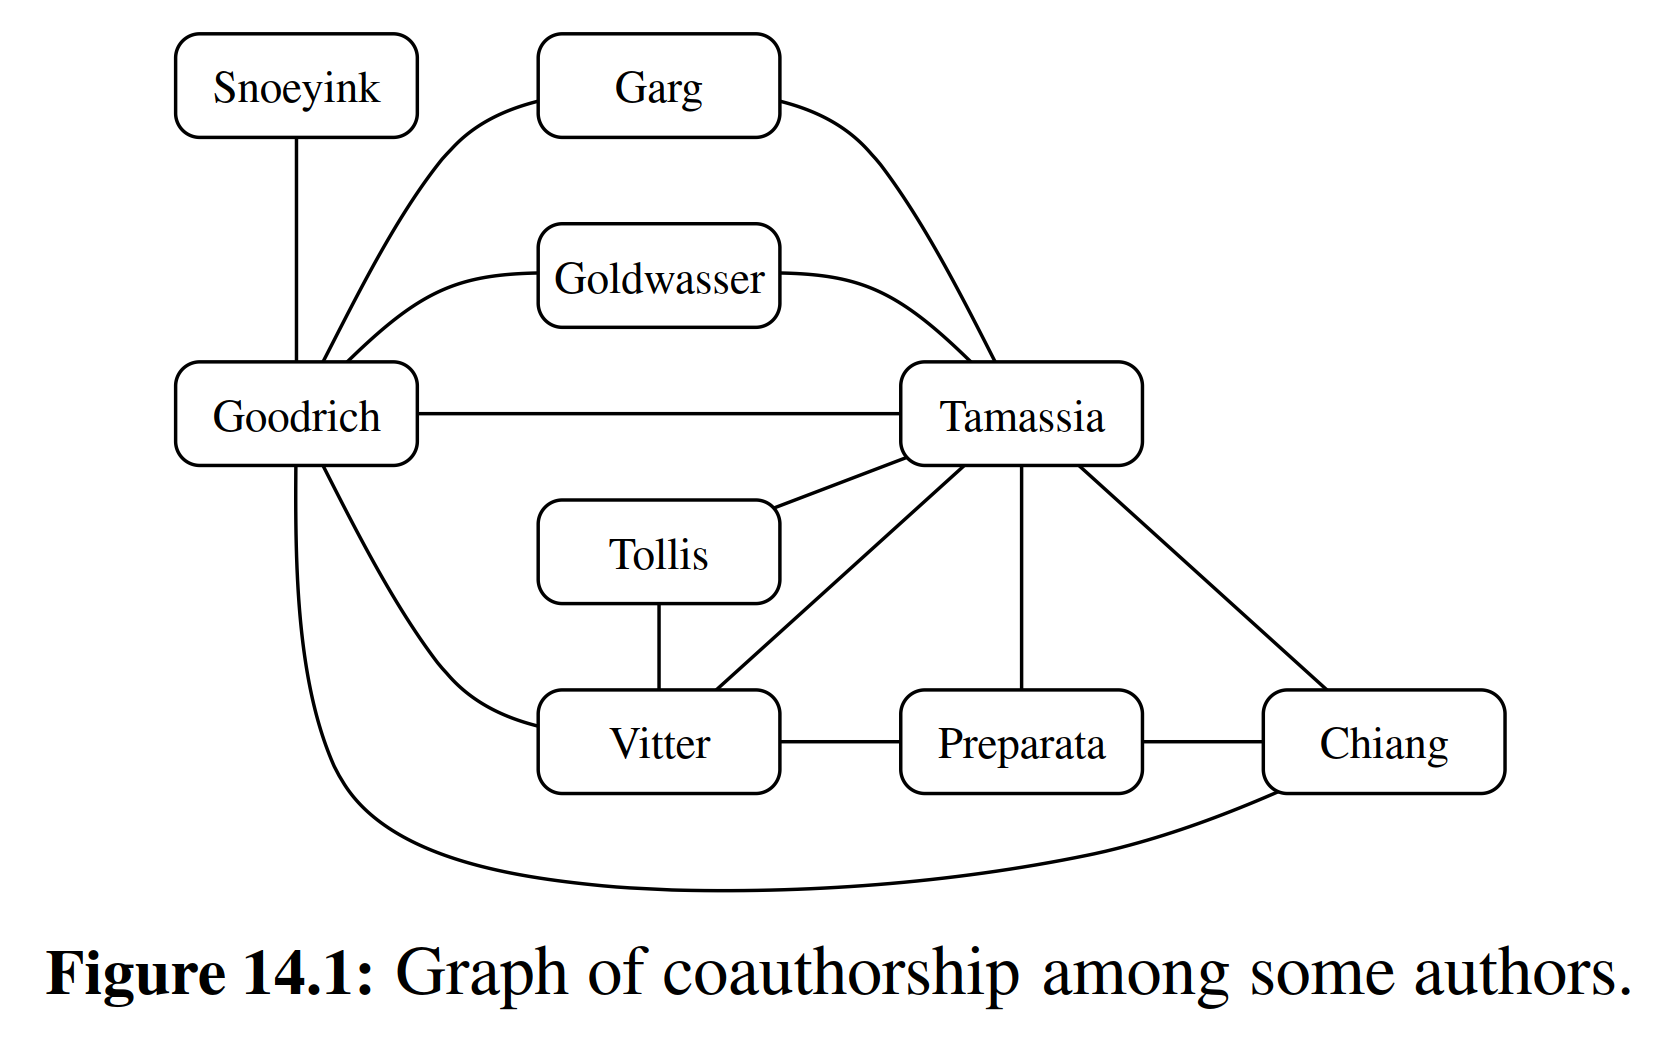 Snoeyink
Garg
Goldwasser
Goodrich
Tamassia
Tollis
Vitter
Preparata
Chiang
Figure 14.1: Graph of coauthorship among some authors.